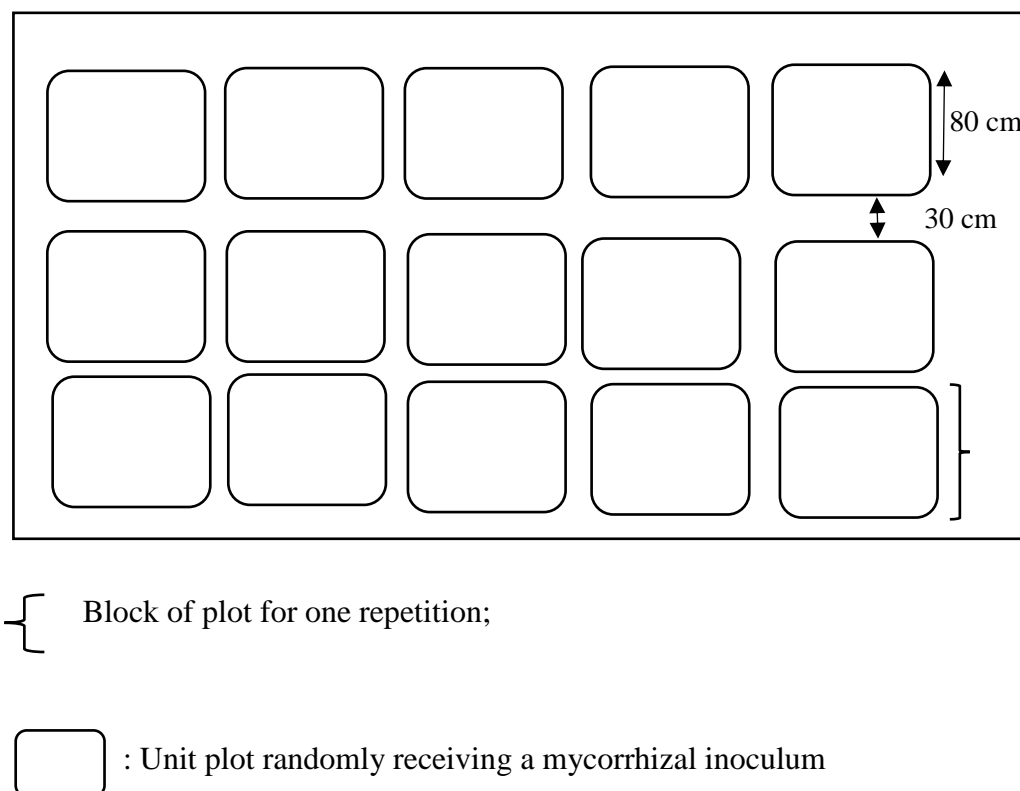 80 cm
30 cm
Block of plot for one repetition;
: Unit plot randomly receiving a mycorrhizal inoculum